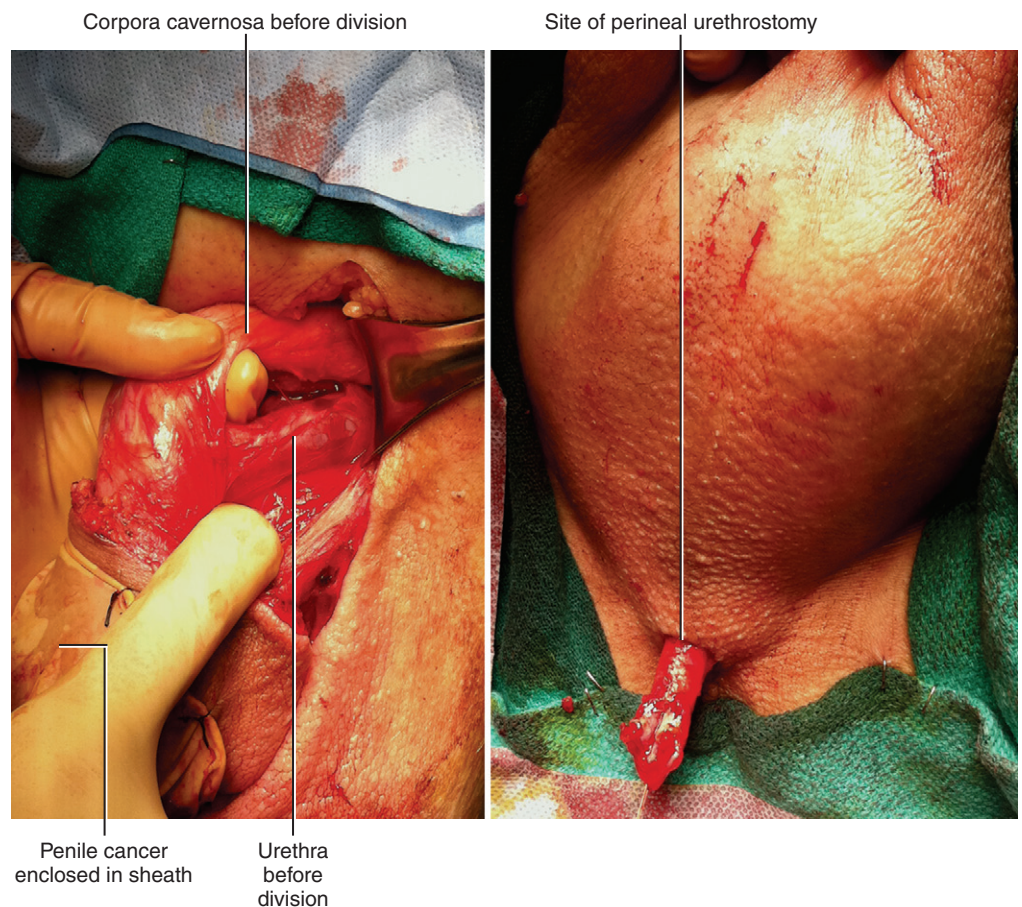 Corpora cavernosa before division
Site of perineal urethrostomy
Penile cancer
enclosed in sheath
Urethra
before
division